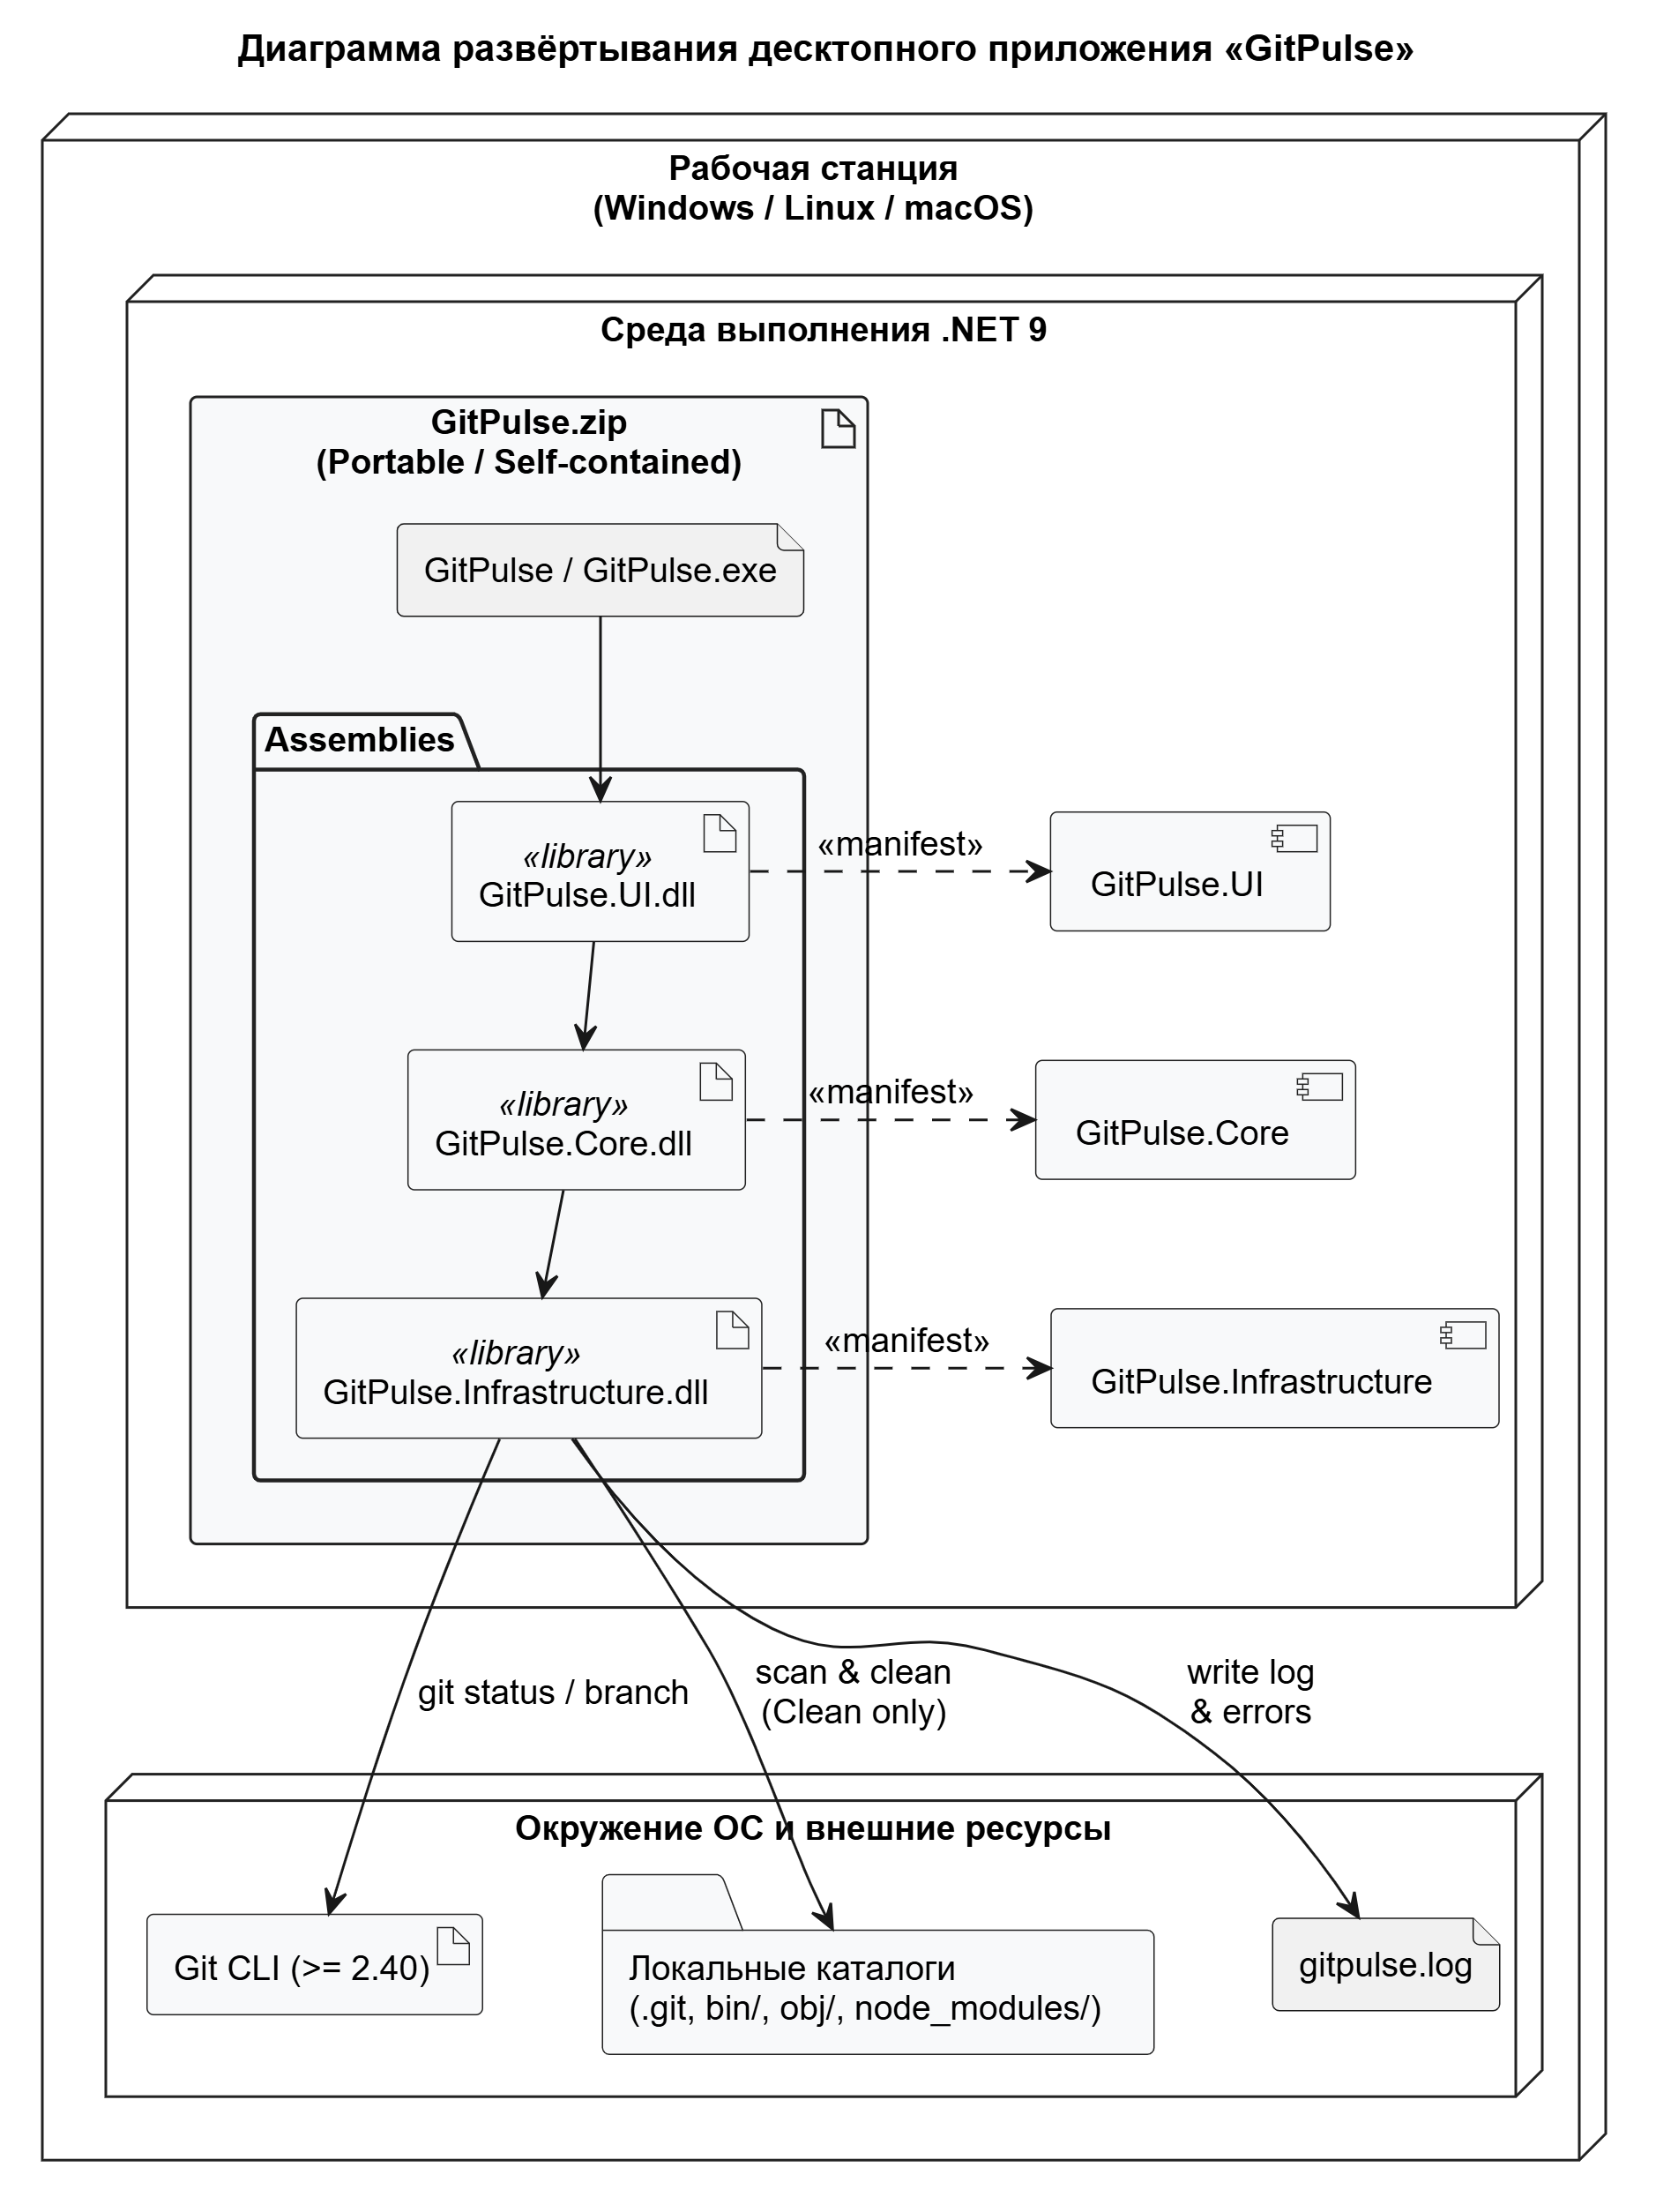 Диаграмма развёртывания десктопного приложения «GitPulse»
Рабочая станция
(Windows / Linux / macOS)
Среда выполнения .NET 9
GitPulse.zip
(Portable / Self-contained)
GitPulse / GitPulse.exe
Assemblies
«library»
GitPulse.UI.dll
«manifest»
GitPulse.UI
«library»
GitPulse.Core.dll
«manifest»
GitPulse.Core
«library»
GitPulse.Infrastructure.dll
«manifest»
GitPulse.Infrastructure
git status / branch
scan & clean
(Clean only)
write log
& errors
Окружение ОС и внешние ресурсы
Git CLI (>= 2.40)
Локальные каталоги
(.git, bin/, obj/, node_modules/)
gitpulse.log